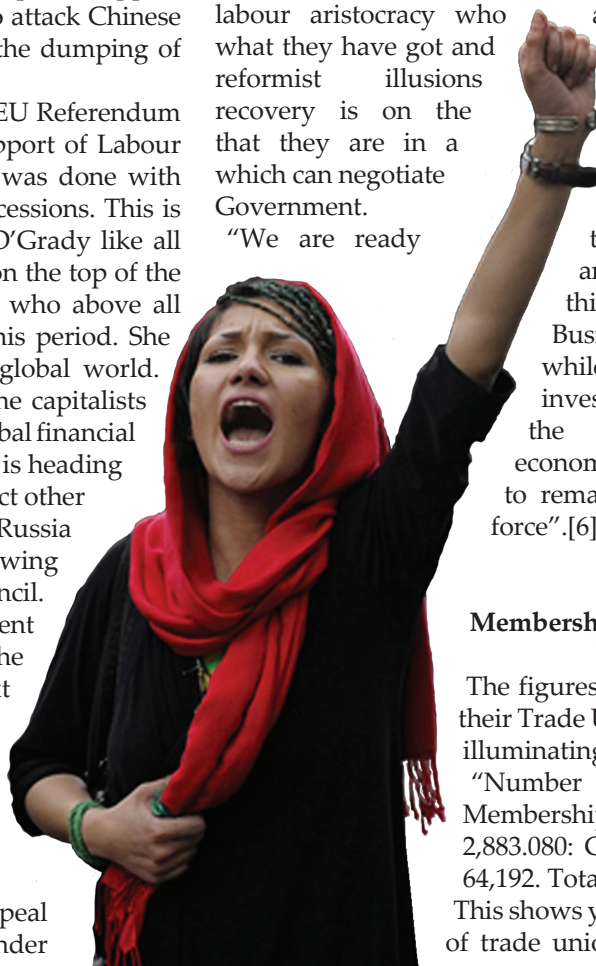 o attack Chinese
the dumping of
EU Referendum
pport of Labour
was done with
cessions. This is
O'Grady like all
on the top of the
who above all
his period. She
global world.
he capitalists
bal financial
is heading
ct other
Russia
wing
ncil.
ent
he
t
peal
nder
labour aristocracy who
what they have got and
reformist illusions
recovery is on the
that they are in a
which can negotiate
Government.
“We are ready
a
t
ar
thi
Busi
while
inves
the
econom
to rema
force”.[6]
Membersh
The figures
their Trade U
illuminating
“Number
Membership
2,883.080: G
64,192. Tota
This shows y
of trade unio